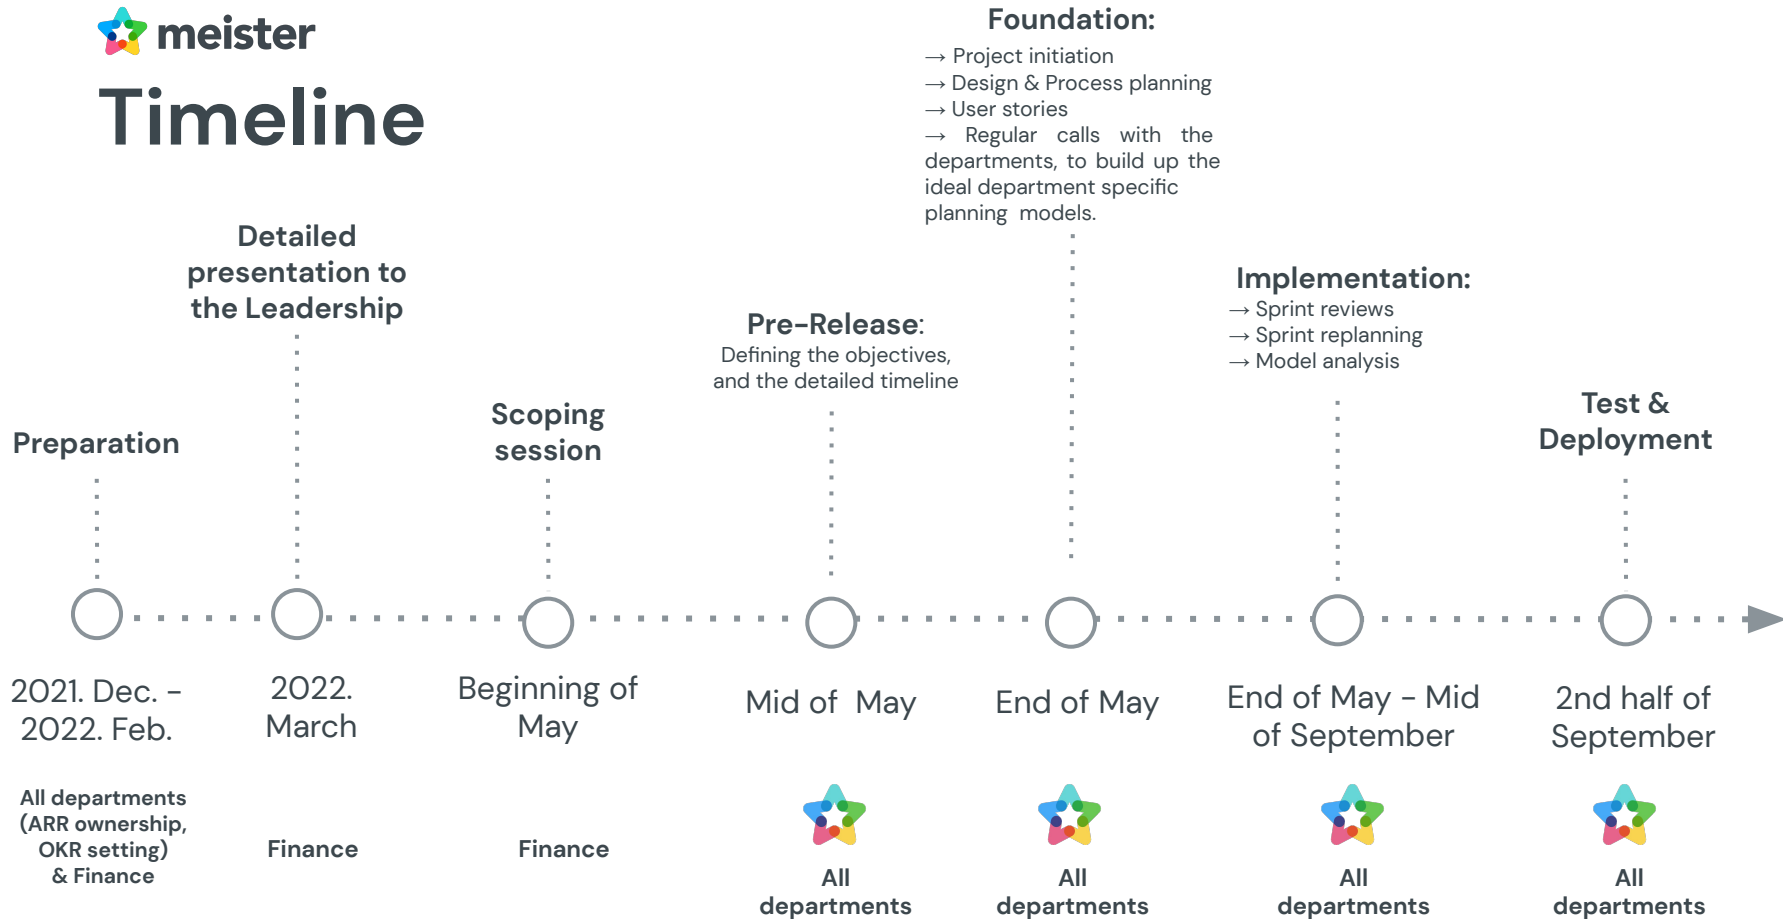 meister
Timeline
Foundation:
→ Project initiation
→ Design & Process planning
→ User stories
→ Regular calls with the
departments, to build up the
ideal department specific
planning models.
Detailed
presentation to
the Leadership
Implementation:
→ Sprint reviews
→ Sprint replanning
→ Model analysis
Pre-Release:
Defining the objectives,
and the detailed timeline
Scoping
session
Test &
Deployment
Preparation
2021. Dec. -
2022. Feb.
2022.
March
Beginning of
May
Mid of May
End of May
End of May - Mid
of September
2nd half of
September
All departments
(ARR ownership,
OKR setting)
& Finance
Finance
Finance
All
departments
All
departments
All
departments
All
departments